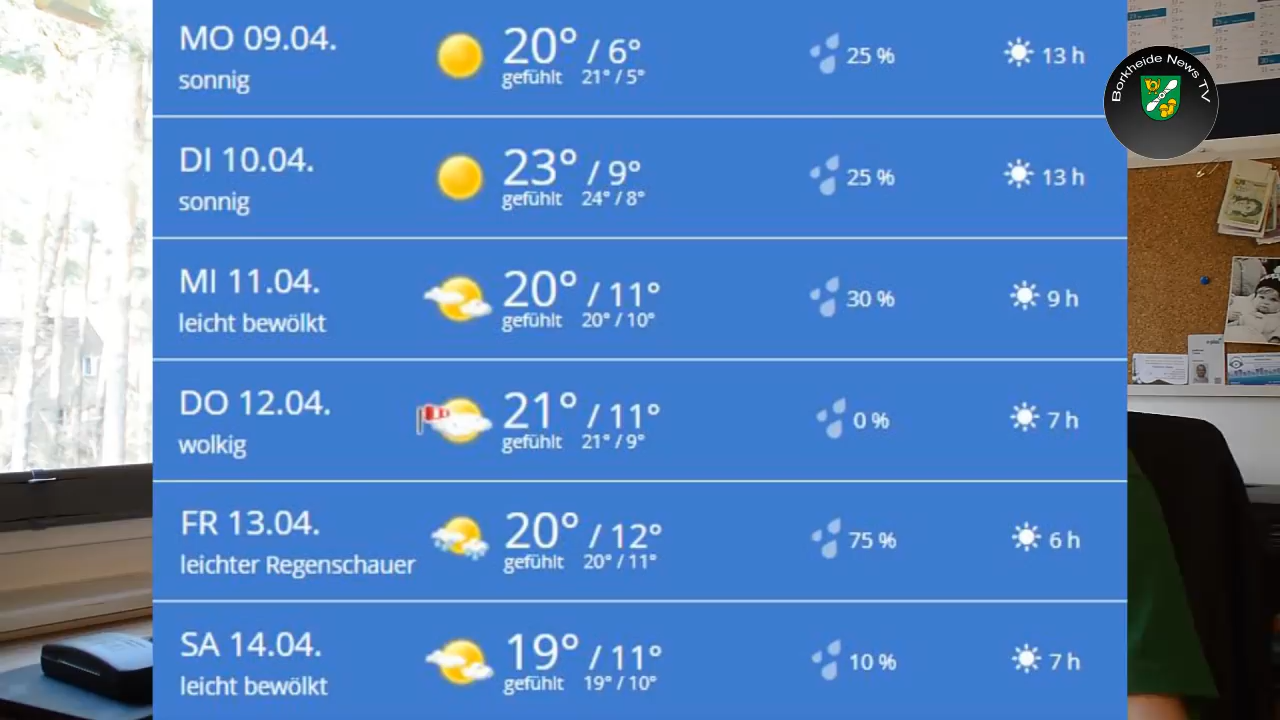 MO 09.04.
sonnig
20° / 6°
gefühlt 21° / 5°
25 %
13 h
Borkheide News TV
DI 10.04.
sonnig
23° / 9°
gefühlt 24° / 8°
25 %
13 h
MI 11.04.
leicht bewölkt
20° / 11°
gefühlt 20° / 10°
30 %
9 h
DO 12.04.
wolkig
21° / 11°
gefühlt 21° / 9°
0 %
7 h
FR 13.04.
leichter Regenschauer
20° / 12°
gefühlt 20° / 11°
75 %
6 h
SA 14.04.
leicht bewölkt
19° / 11°
gefühlt 19° / 10°
10 %
7 h